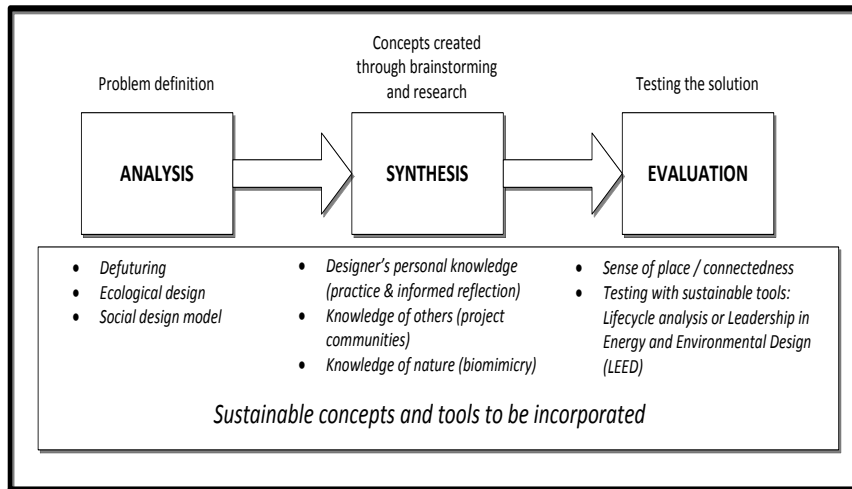 Problem definition
Concepts created
through brainstorming
and research
Testing the solution
ANALYSIS
SYNTHESIS
EVALUATION
• Defuturing
• Ecological design
• Social design model
• Designer's personal knowledge
(practice & informed reflection)
• Knowledge of others (project
communities)
• Knowledge of nature (biomimicry)
• Sense of place / connectedness
• Testing with sustainable tools:
Lifecycle analysis or Leadership in
Energy and Environmental Design
(LEED)
Sustainable concepts and tools to be incorporated